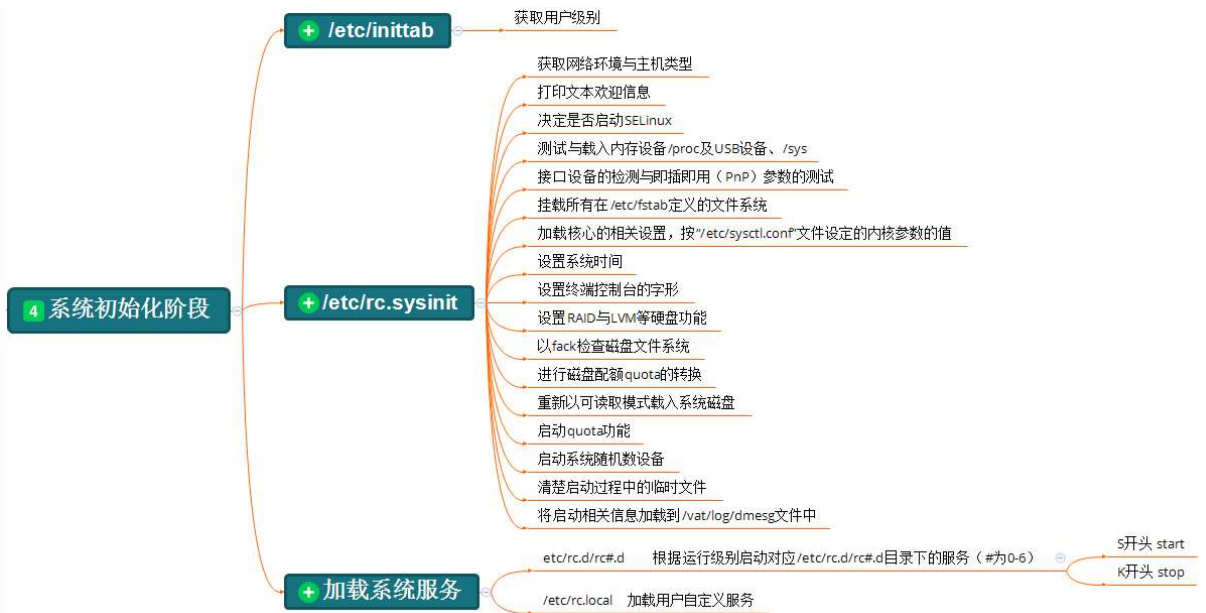 /etc/inittab
获取用户级别
4 系统初始化阶段
/etc/rc.sysinit
获取网络环境与主机类型
打印文本欢迎信息
决定是否启动SELinux
测试与载入内存设备/proc及USB设备、/sys
接口设备的检测与即插即用（PnP）参数的测试
挂载所有在 /etc/fstab定义的文件系统
加载核心的相关设置，按“/etc/sysctl.conf”文件设定的内核参数的值
设置系统时间
设置终端控制台的字形
设置RAID与LVM等硬盘功能
以fack检查磁盘文件系统
进行磁盘配额quota的转换
重新以可读取模式载入系统磁盘
启动quota功能
启动系统随机数设备
清楚启动过程中的临时文件
将启动相关信息加载到/vat/log/dmesg文件中
加载系统服务
etc/rc.d/rc#.d 根据运行级别启动对应/etc/rc.d/rc#.d目录下的服务（#为0-6）
S开头 start
K开头 stop
/etc/rc.local 加载用户自定义服务